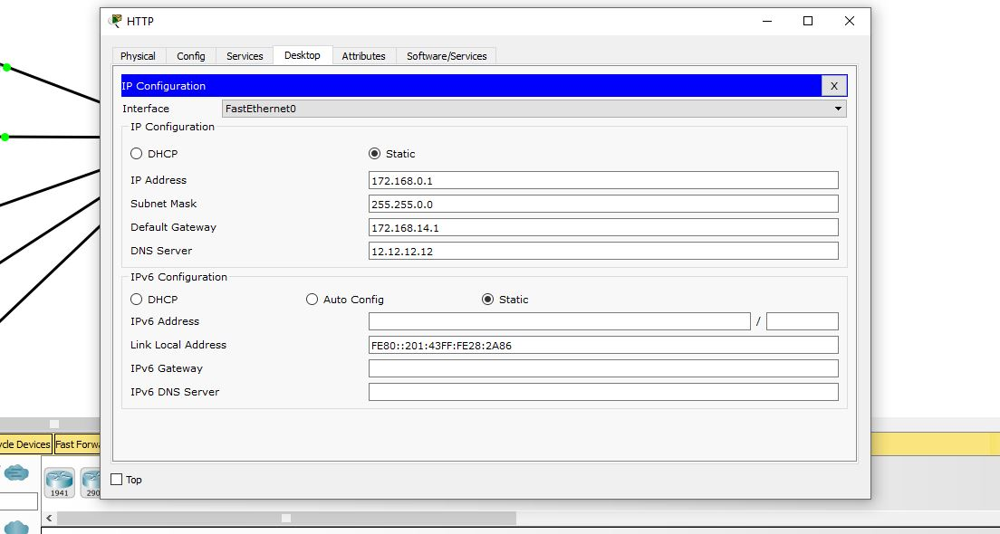 HTTP
Physical Config Services Desktop Attributes Software/Services
IP Configuration X
Interface FastEthernet0
IP Configuration
DHCP Static
IP Address 172.168.0.1
Subnet Mask 255.255.0.0
Default Gateway 172.168.14.1
DNS Server 12.12.12.12
IPv6 Configuration
DHCP Auto Config Static
IPv6 Address /
Link Local Address FE80::201:43FF:FE28:2A86
IPv6 Gateway
IPv6 DNS Server
Top
Devices Fast
1941